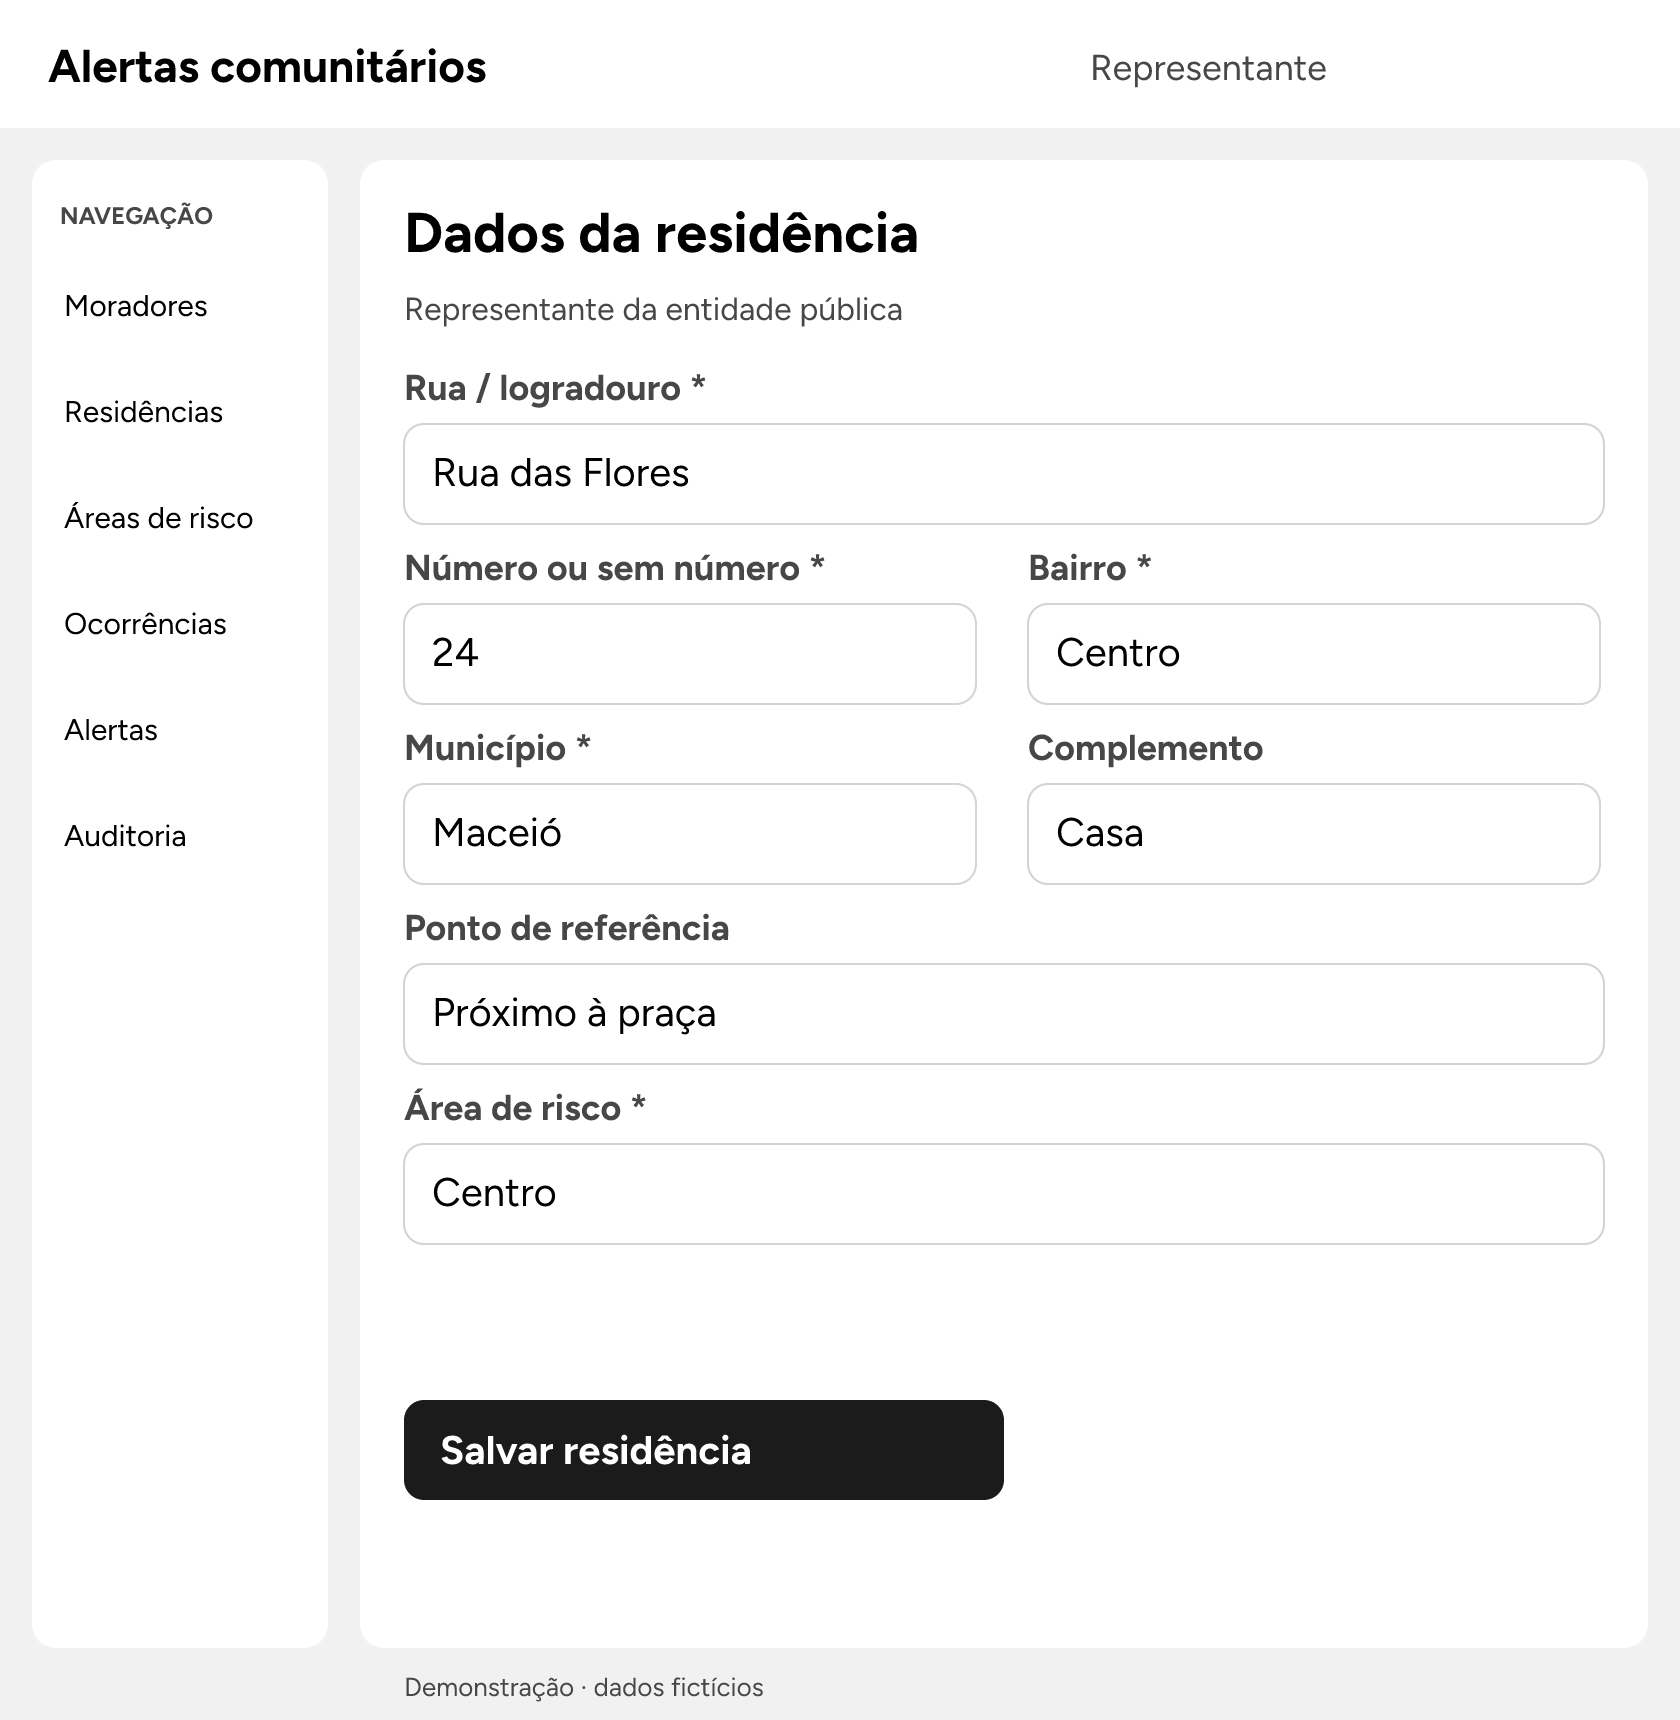 Alertas comunitários
Representante
NAVEGAÇÃO
Moradores
Residências
Áreas de risco
Ocorrências
Alertas
Auditoria
Dados da residência
Representante da entidade pública
Rua / logradouro *
Rua das Flores
Número ou sem número *
Bairro *
24
Centro
Município *
Complemento
Maceió
Casa
Ponto de referência
Próximo à praça
Área de risco *
Centro
Salvar residência
Demonstração · dados fictícios